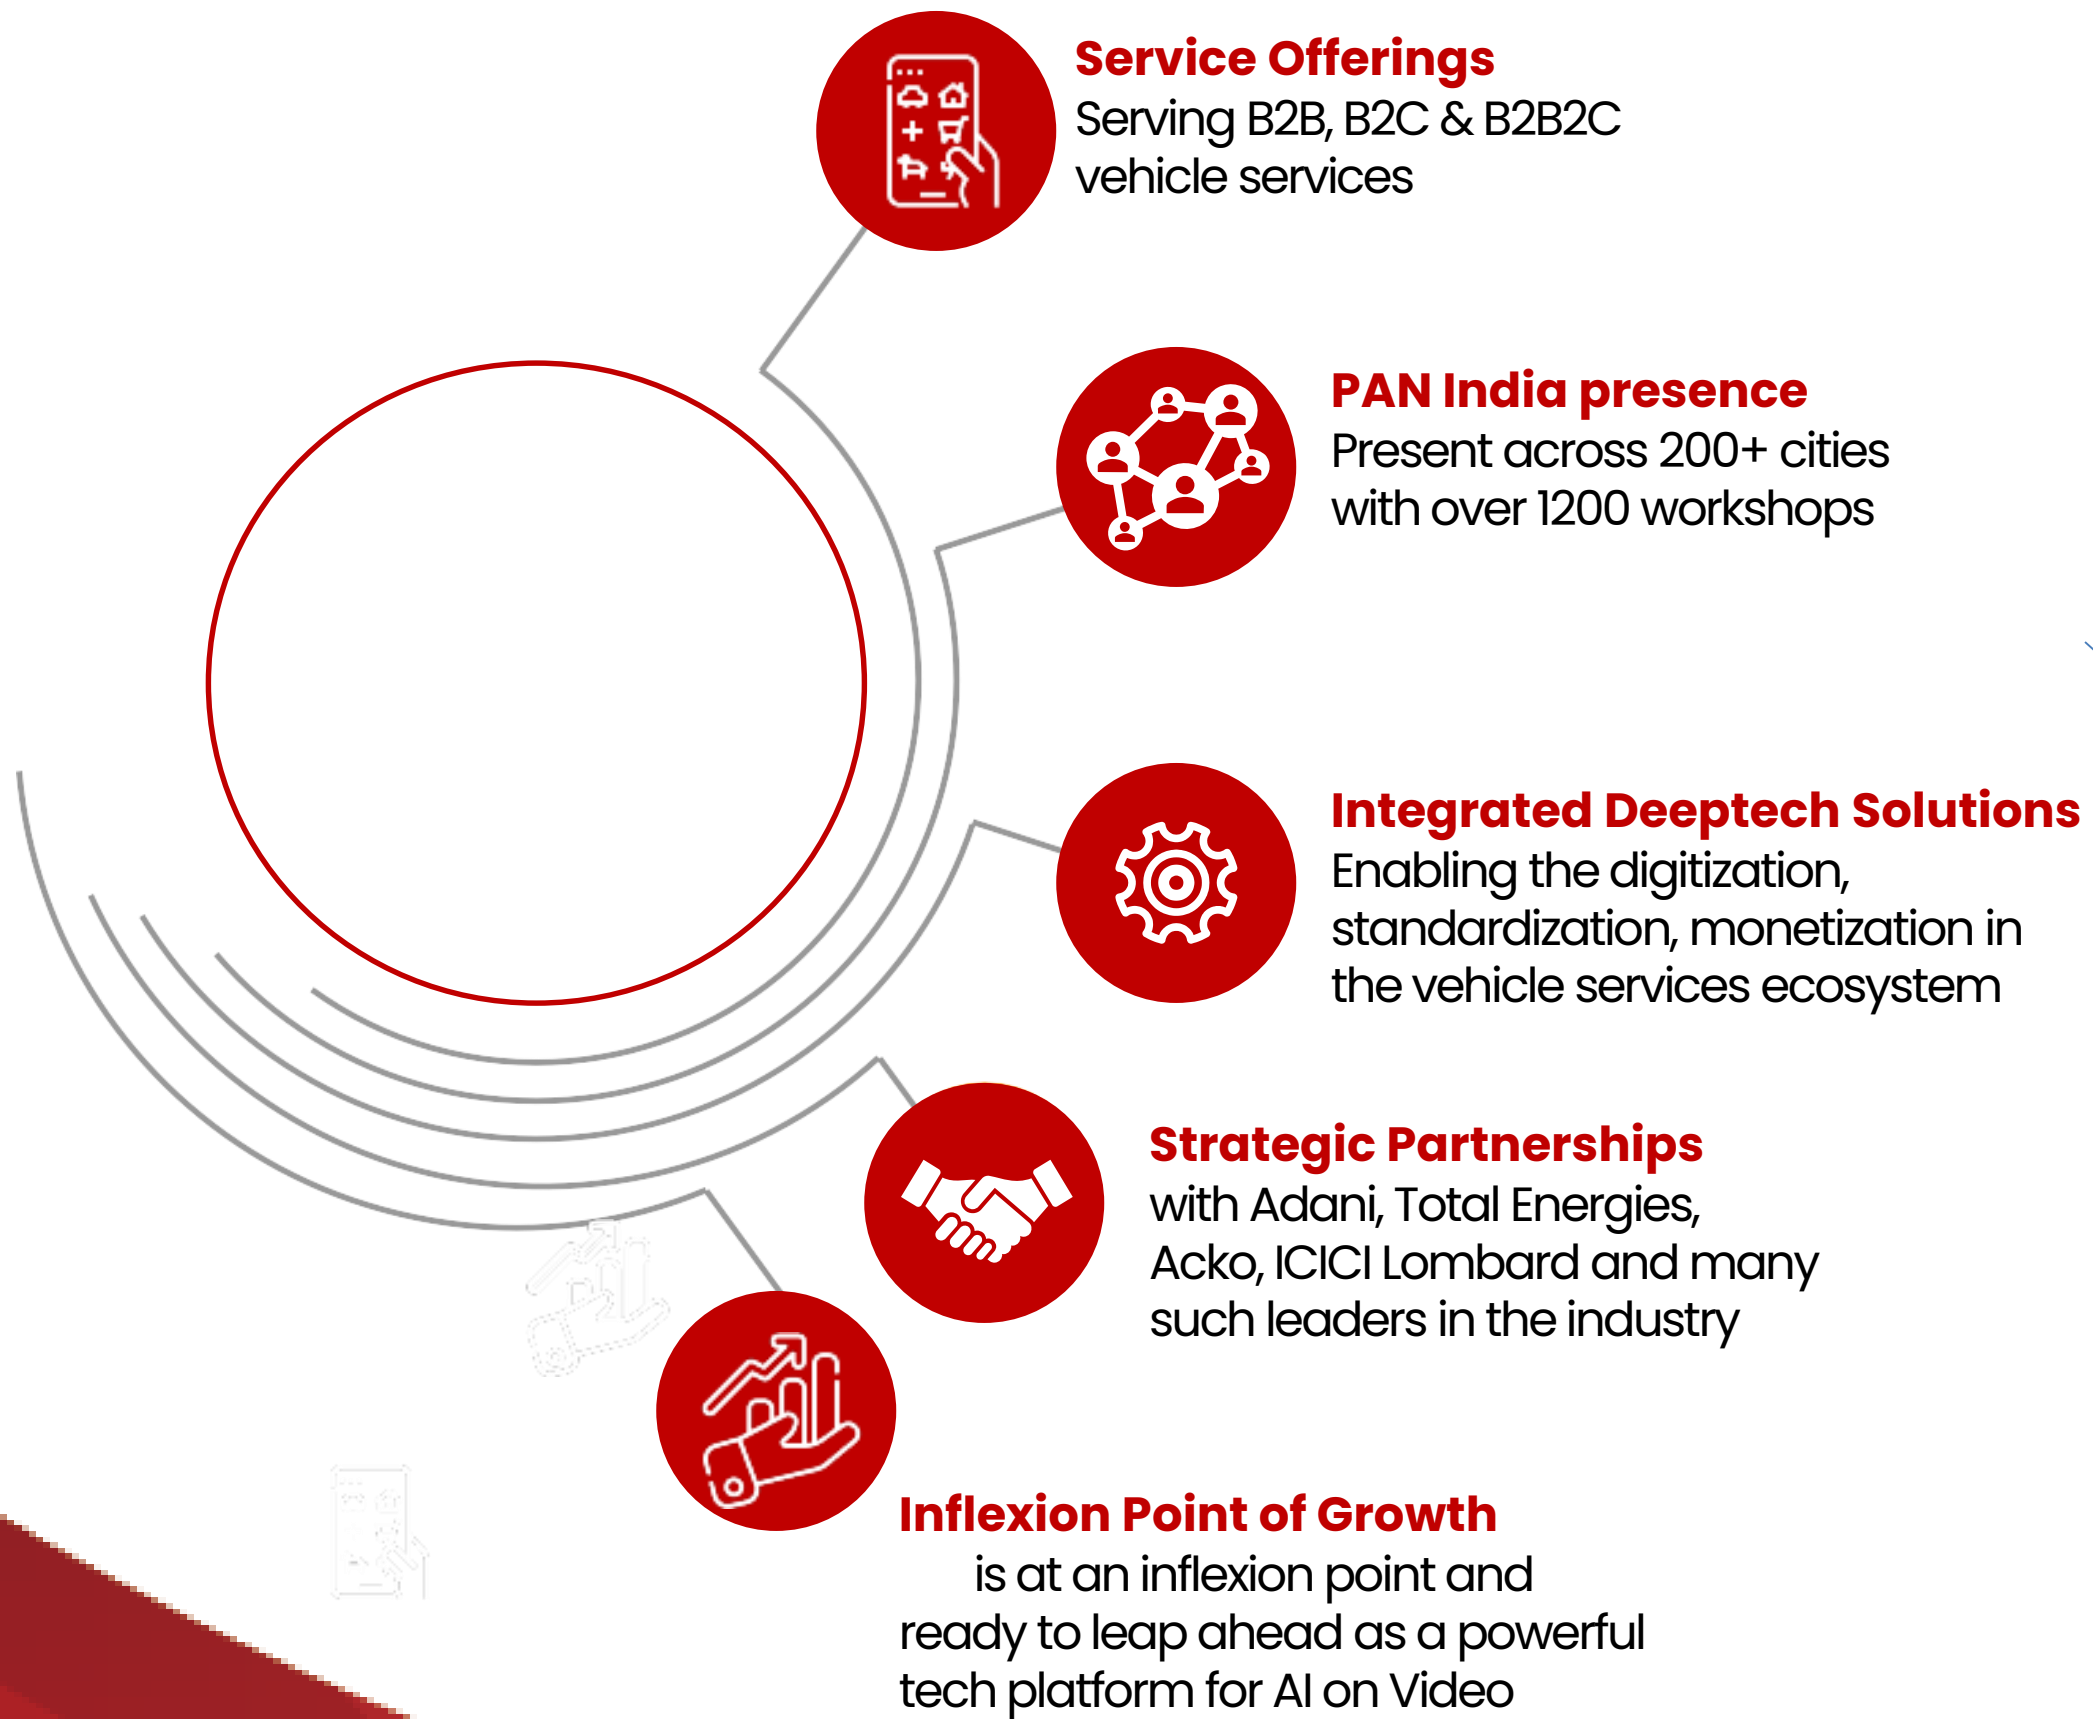 Service Offerings
Serving B2B, B2C & B2B2C
vehicle services
PAN India presence
Present across 200+ cities
with over 1200 workshops
Integrated Deeptech Solutions
Enabling the digitization,
standardization, monetization in
the vehicle services ecosystem
Strategic Partnerships
with Adani, Total Energies,
Acko, ICICI Lombard and many
such leaders in the industry
Inflexion Point of Growth
is at an inflexion point and
ready to leap ahead as a powerful
tech platform for AI on Video